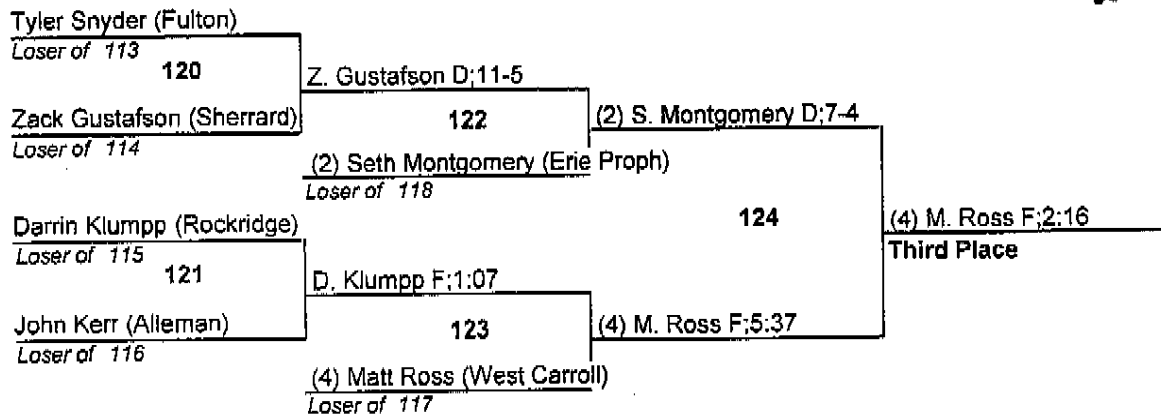 Tyler Snyder (Fulton)
Loser of 113
120
Z. Gustafson D;11-5
Zack Gustafson (Sherrard)
Loser of 114
122
(2) S. Montgomery D;7-4
(2) Seth Montgomery (Erie Proph)
Loser of 118
Darrin Klumpp (Rockridge)
Loser of 115
124
(4) M. Ross F;2:16
Third Place
121
D. Klumpp F;1:07
John Kerr (Alleman)
Loser of 116
123
(4) M. Ross F;5:37
(4) Matt Ross (West Carroll)
Loser of 117